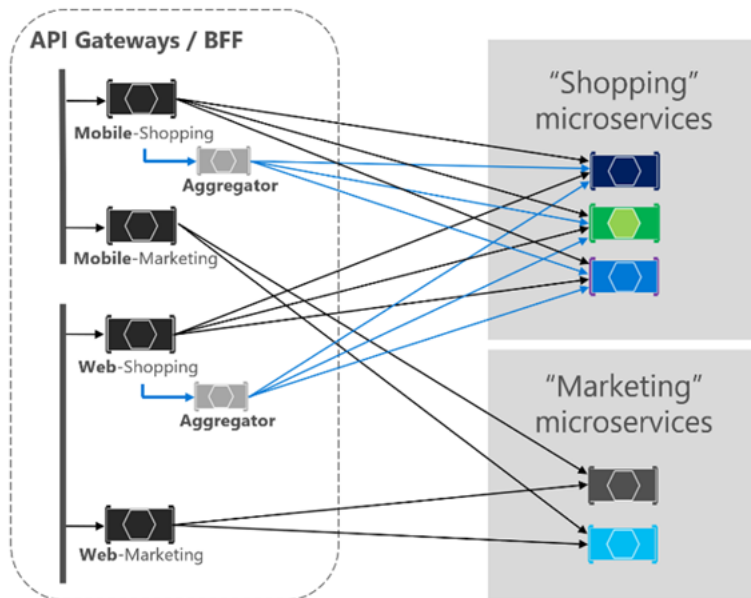 API Gateways / BFF
Mobile-Shopping
Aggregator
Mobile-Marketing
Web-Shopping
Aggregator
Web-Marketing
“Shopping”
microservices
“Marketing”
microservices